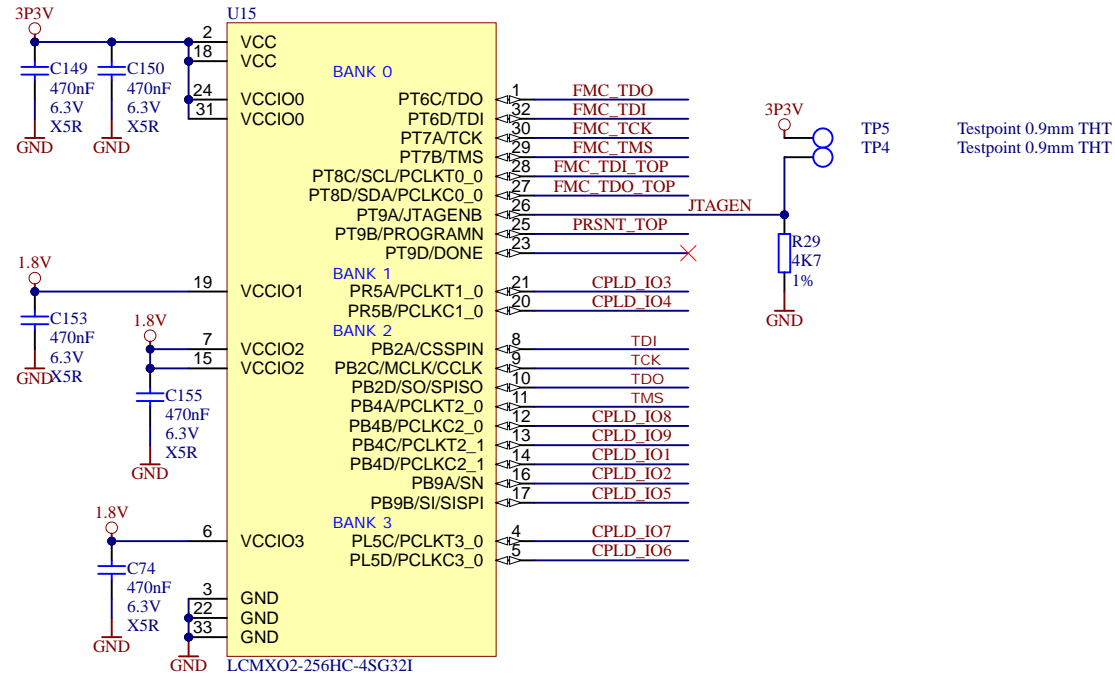 U15
3P3V
2 VCC
18 VCC
C149
470nF
6.3V
X5R
GND
C150
470nF
6.3V
X5R
GND
24 VCCIO0
31 VCCIO0
BANK 0
PT6C/TDO 1 FMC_TDO
PT6D/TDI 32 FMC_TDI
PT7A/TCK 30 FMC_TCK
PT7B/TMS 29 FMC_TMS
PT8C/SCL/PCLKT0_0 28 FMC_TDI_TOP
PT8D/SDA/PCLKC0_0 27 FMC_TDO_TOP
PT9A/JTAGENB 26 JTAGEN
PT9B/PROGRAMN 25 PRSNT_TOP
PT9D/DONE 23
3P3V
TP5 Testpoint 0.9mm THT
TP4 Testpoint 0.9mm THT
R29
4K7
1%
GND
1.8V
19 VCCIO1
C153
470nF
6.3V
X5R
GND
BANK 1
PR5A/PCLKT1_0 21 CPLD_IO3
PR5B/PCLKC1_0 20 CPLD_IO4
1.8V
7 VCCIO2
15 VCCIO2
C155
470nF
6.3V
X5R
GND
BANK 2
PB2A/CSSPIN 8 TDI
PB2C/MCLK/CCLK 9 TCK
PB2D/SO/SPISO 10 TDO
PB4A/PCLKT2_0 11 TMS
PB4B/PCLKC2_0 12 CPLD_IO8
PB4C/PCLKT2_1 13 CPLD_IO9
PB4D/PCLKC2_1 14 CPLD_IO1
PB9A/SN 16 CPLD_IO2
PB9B/SI/SISPI 17 CPLD_IO5
1.8V
6 VCCIO3
C74
470nF
6.3V
X5R
GND
BANK 3
PL5C/PCLKT3_0 4 CPLD_IO7
PL5D/PCLKC3_0 5 CPLD_IO6
3 GND
22 GND
33 GND
GND
LCMXO2-256HC-4SG32I